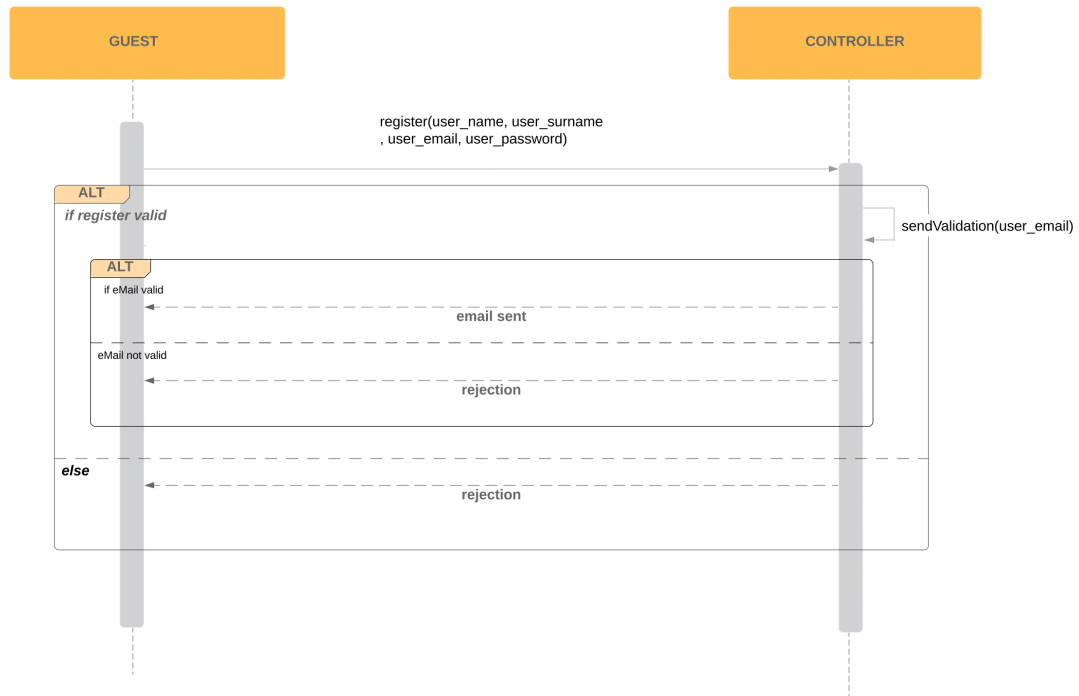 GUEST
CONTROLLER
register(user_name, user_surname
, user_email, user_password)
ALT
if register valid
sendValidation(user_email)
ALT
if eMail valid
email sent
eMail not valid
rejection
else
rejection